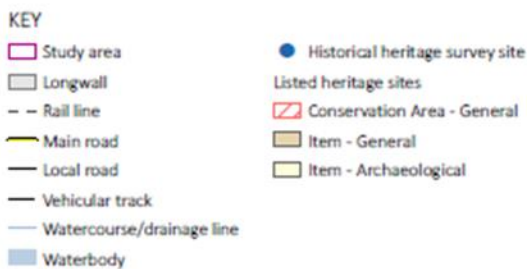 KEY
Study area
Longwall
Rail line
Main road
Local road
Vehicular track
Watercourse/drainage line
Waterbody
Historical heritage survey site
Listed heritage sites
Conservation Area - General
Item - General
Item - Archaeological